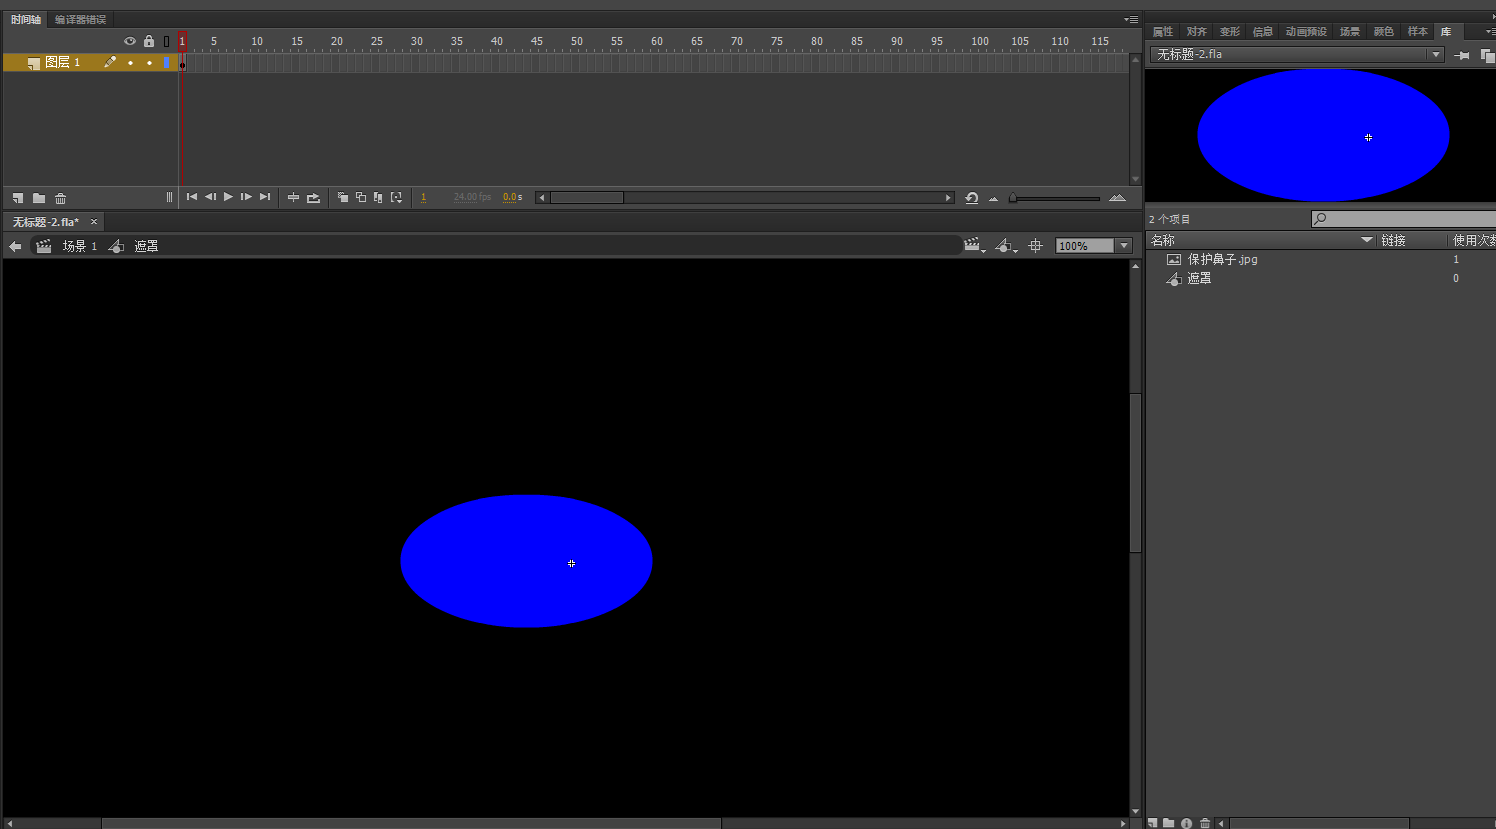 时间轴 编译器错误
1 5 10 15 20 25 30 35 40 45 50 55 60 65 70 75 80 85 90 95 100 105 110 115
图层 1
1 24.00 fps 0.0 s
无标题-2.fla* ×
场景 1 遮罩 100%
属性 对齐 变形 信息 动画预设 场景 颜色 样本 库
无标题-2.fla
2 个项目
名称 链接 使用次数
保护鼻子.jpg 1
遮罩 0